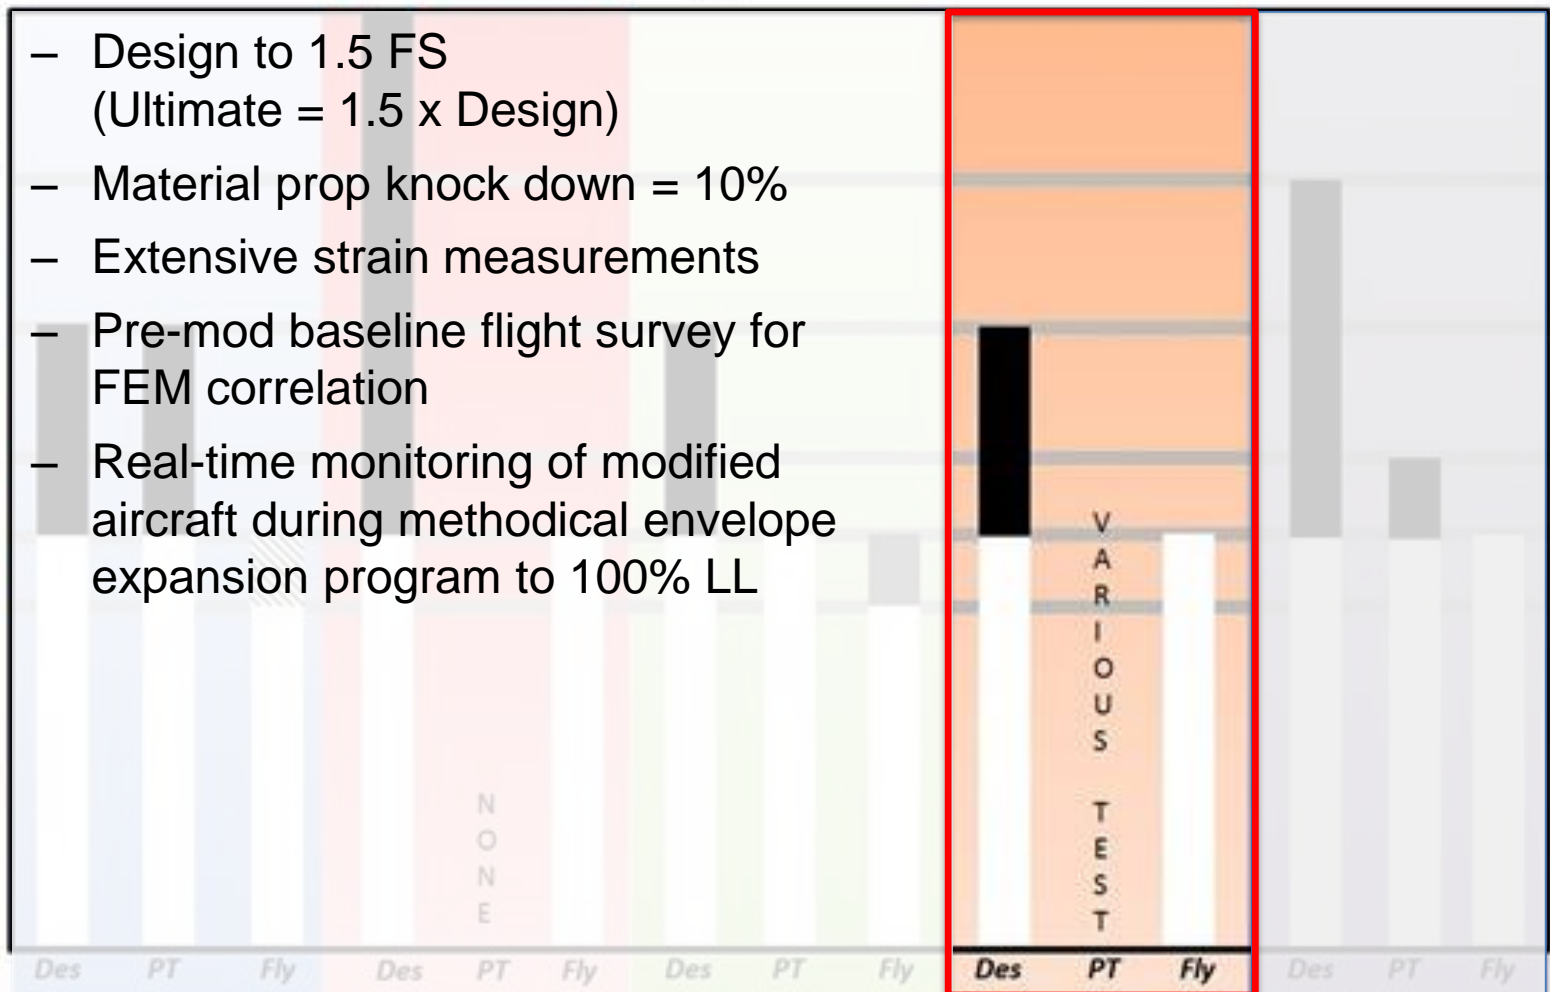 – Design to 1.5 FS
(Ultimate = 1.5 x Design)
– Material prop knock down = 10%
– Extensive strain measurements
– Pre-mod baseline flight survey for
FEM correlation
– Real-time monitoring of modified
aircraft during methodical envelope
expansion program to 100% LL
NONE
VARIOUS TEST
Des PT Fly Des PT Fly Des PT Fly Des PT Fly Des PT Fly